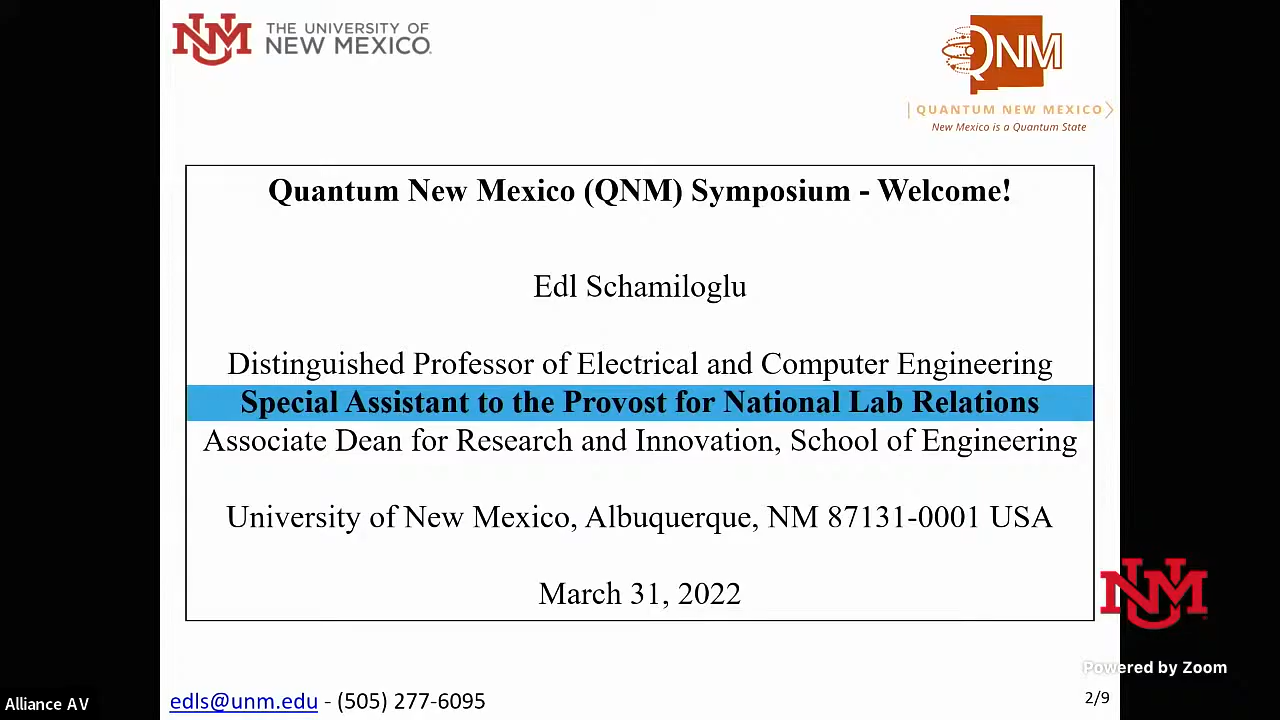 UNM THE UNIVERSITY OF
NEW MEXICO.
QNM
QUANTUM NEW MEXICO
New Mexico is a Quantum State
Quantum New Mexico (QNM) Symposium - Welcome!
Edl Schamiloglu
Distinguished Professor of Electrical and Computer Engineering
Special Assistant to the Provost for National Lab Relations
Associate Dean for Research and Innovation, School of Engineering
University of New Mexico, Albuquerque, NM 87131-0001 USA
March 31, 2022
UNM
Powered by Zoom
Alliance AV
edls@unm.edu - (505) 277-6095
2/9